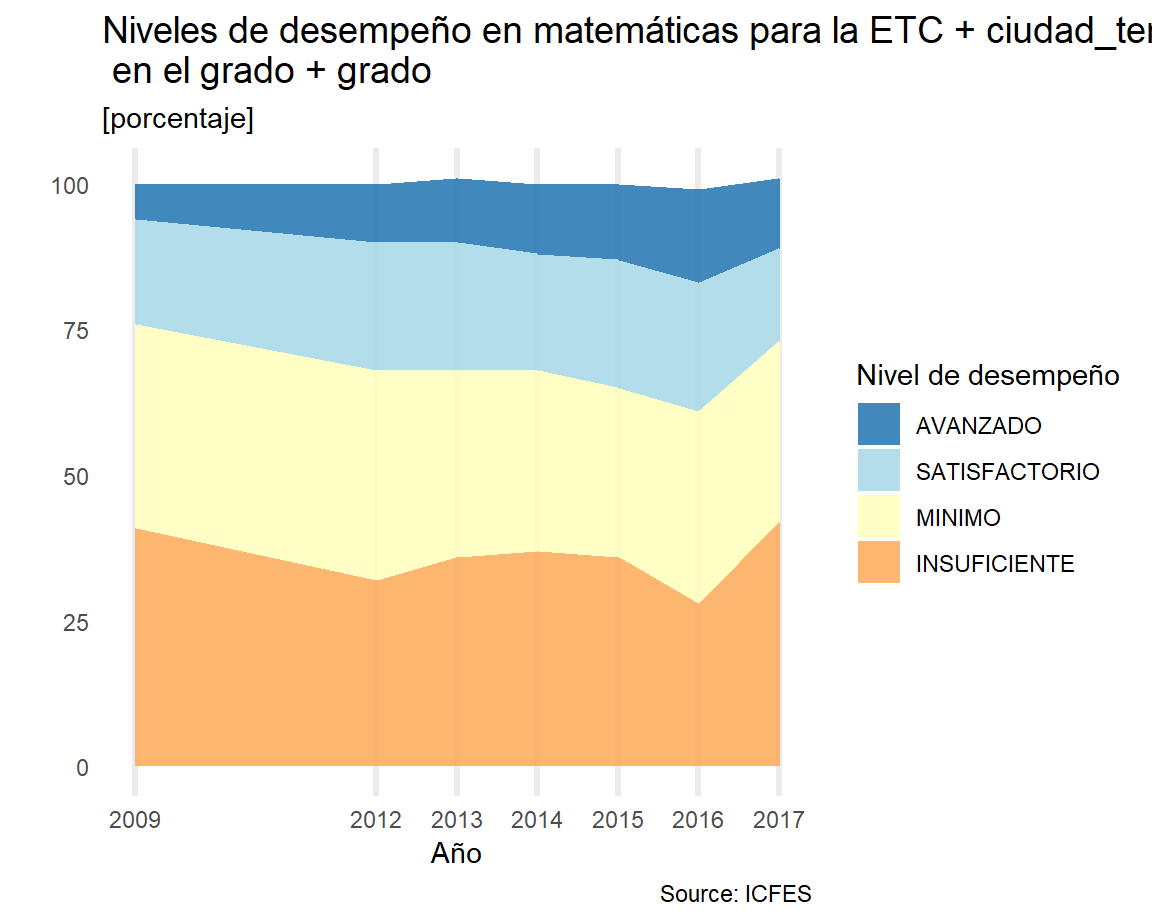 Niveles de desempeño en matemáticas para la ETC + ciudad_ter
en el grado + grado
[porcentaje]
100
75
50
25
0
2009 2012 2013 2014 2015 2016 2017
Año
Nivel de desempeño
AVANZADO
SATISFACTORIO
MINIMO
INSUFICIENTE
Source: ICFES